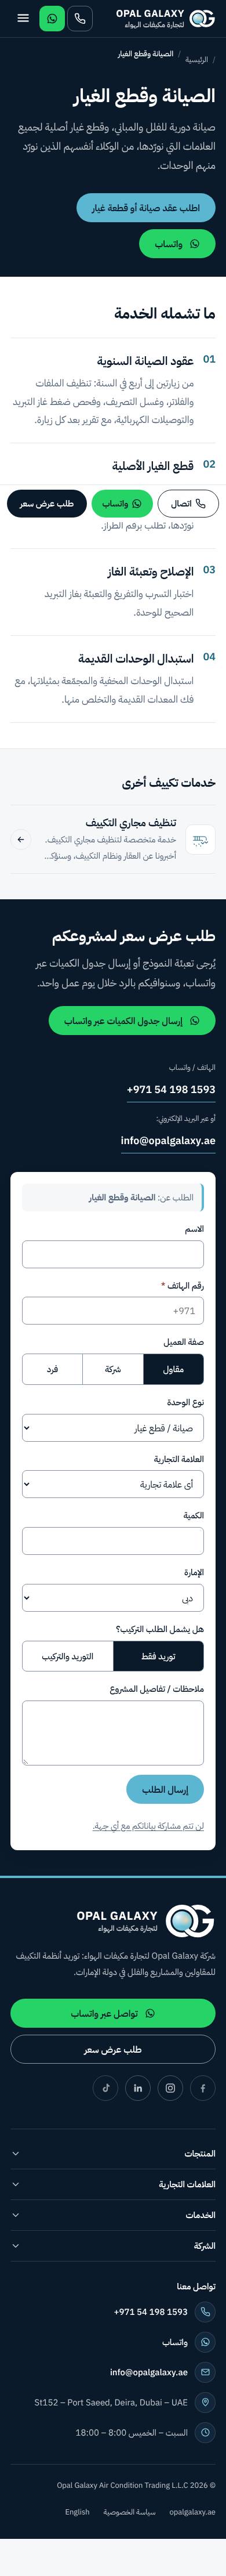 OPAL GALAXY
لتجارة مكيفات الهواء
الرئيسية / الصيانة وقطع الغيار /
الصيانة وقطع الغيار
صيانة دورية للفلل والمباني، وقطع غيار أصلية لجميع
العلامات التي نورّدها، من الوكلاء أنفسهم الذين نورّد
منهم الوحدات.
اطلب عقد صيانة أو قطعة غيار
واتساب
ما تشمله الخدمة
01
عقود الصيانة السنوية
من زيارتين إلى أربع في السنة: تنظيف الملفات
والفلاتر، وغسل التصريف، وفحص ضغط غاز التبريد
والتوصيلات الكهربائية، مع تقرير بعد كل زيارة.
02
قطع الغيار الأصلية
اتصال
واتساب
طلب عرض سعر
نورّدها، تطلب برقم الطراز.
03
الإصلاح وتعبئة الغاز
اختبار التسرب والتفريغ والتعبئة بغاز التبريد
الصحيح للوحدة.
04
استبدال الوحدات القديمة
استبدال الوحدات المخفية والمجمّعة بمثيلاتها، مع
فك المعدات القديمة والتخلص منها.
خدمات تكييف أخرى
تنظيف مجاري التكييف
خدمة متخصصة لتنظيف مجاري التكييف.
أخبرونا عن العقار ونظام التكييف، وسنؤكـ...
طلب عرض سعر لمشروعكم
يُرجى تعبئة النموذج أو إرسال جدول الكميات عبر
واتساب، وسنوافيكم بالرد خلال يوم عمل واحد.
إرسال جدول الكميات عبر واتساب
الهاتف / واتساب
+971 54 198 1593
أو عبر البريد الإلكتروني:
info@opalgalaxy.ae
الطلب عن: الصيانة وقطع الغيار
الاسم
رقم الهاتف *
+971
صفة العميل
مقاول
شركة
فرد
نوع الوحدة
صيانة / قطع غيار
العلامة التجارية
أي علامة تجارية
الكمية
الإمارة
دبي
هل يشمل الطلب التركيب؟
توريد فقط
التوريد والتركيب
ملاحظات / تفاصيل المشروع
إرسال الطلب
لن تتم مشاركة بياناتكم مع أي جهة.
OPAL GALAXY
لتجارة مكيفات الهواء
شركة Opal Galaxy لتجارة مكيفات الهواء: توريد أنظمة التكييف
للمقاولين والمشاريع والفلل في دولة الإمارات.
تواصل عبر واتساب
طلب عرض سعر
المنتجات
العلامات التجارية
الخدمات
الشركة
تواصل معنا
+971 54 198 1593
واتساب
info@opalgalaxy.ae
St152 – Port Saeed, Deira, Dubai – UAE
السبت – الخميس 8:00 – 18:00
© 2026 Opal Galaxy Air Condition Trading L.L.C
opalgalaxy.ae
سياسة الخصوصية
English